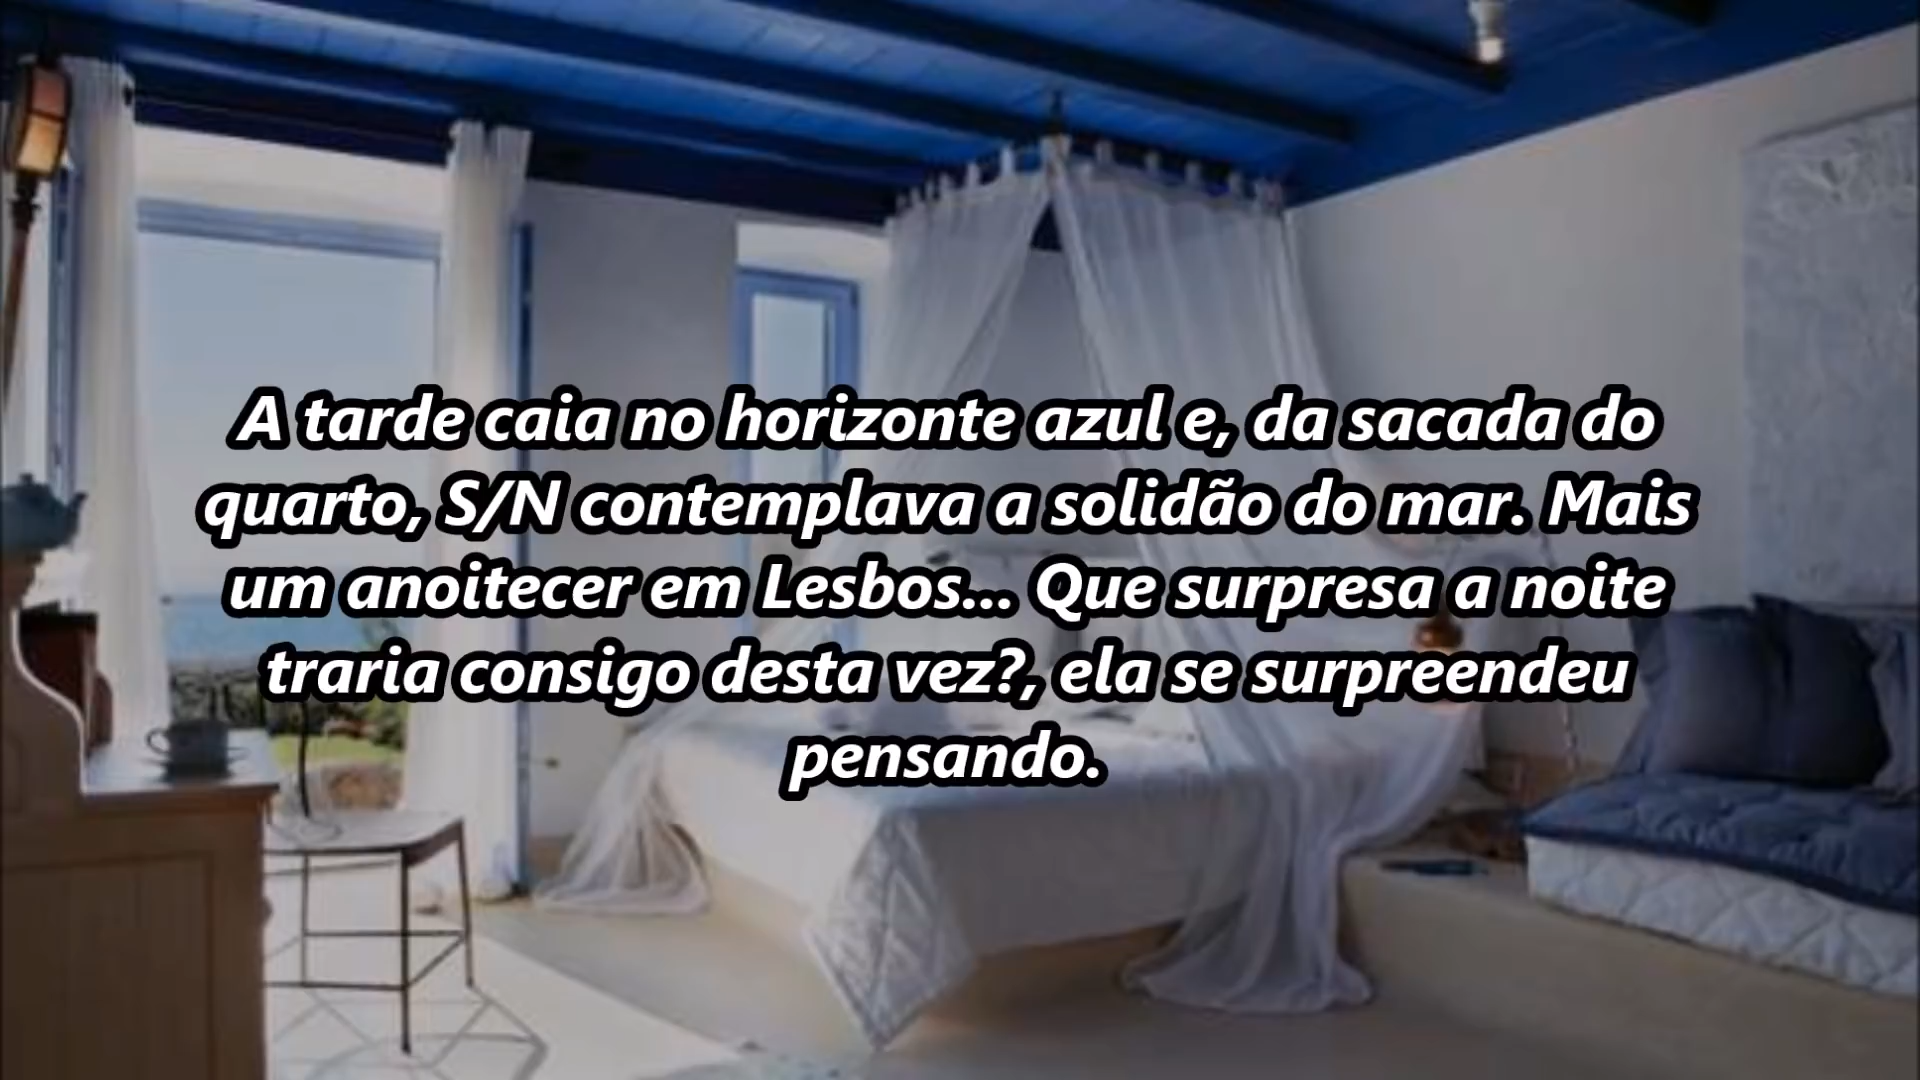 A tarde caia no horizonte azul e, da sacada do
quarto, S/N contemplava a solidão do mar. Mais
um anoitecer em Lesbos... Que surpresa a noite
traria consigo desta vez?, ela se surpreendeu
pensando.